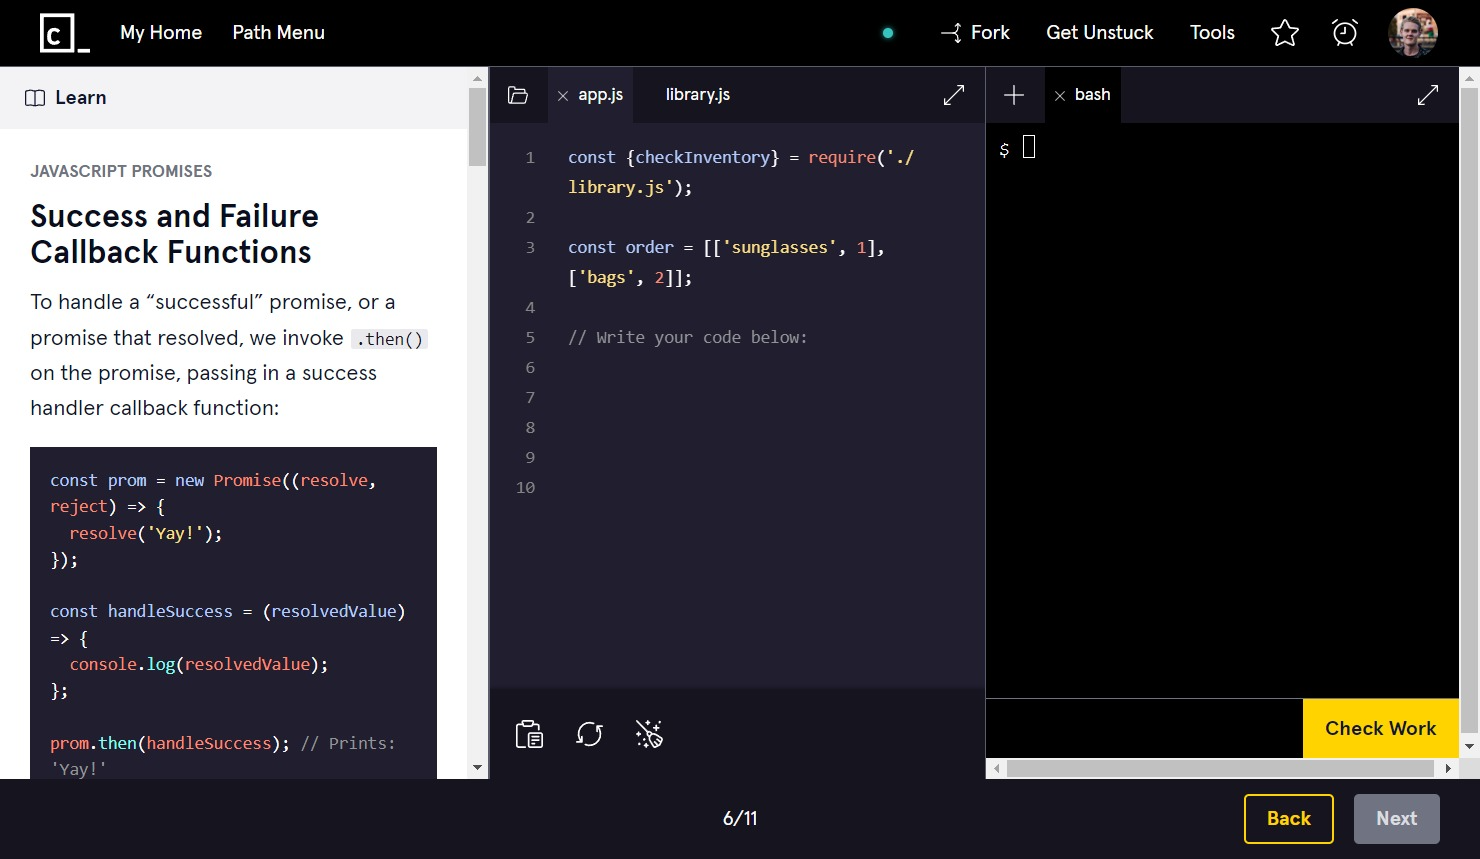 C_
My Home
Path Menu
Fork
Get Unstuck
Tools
Learn
JAVASCRIPT PROMISES
Success and Failure
Callback Functions
To handle a “successful” promise, or a
promise that resolved, we invoke .then()
on the promise, passing in a success
handler callback function:
const prom = new Promise((resolve,
reject) => {
  resolve('Yay!');
});
const handleSuccess = (resolvedValue)
=> {
  console.log(resolvedValue);
};
prom.then(handleSuccess); // Prints:
'Yay!'
app.js
library.js
1 const {checkInventory} = require('./
library.js');
2
3 const order = [['sunglasses', 1],
['bags', 2]];
4
5 // Write your code below:
6
7
8
9
10
bash
$
Check Work
6/11
Back
Next